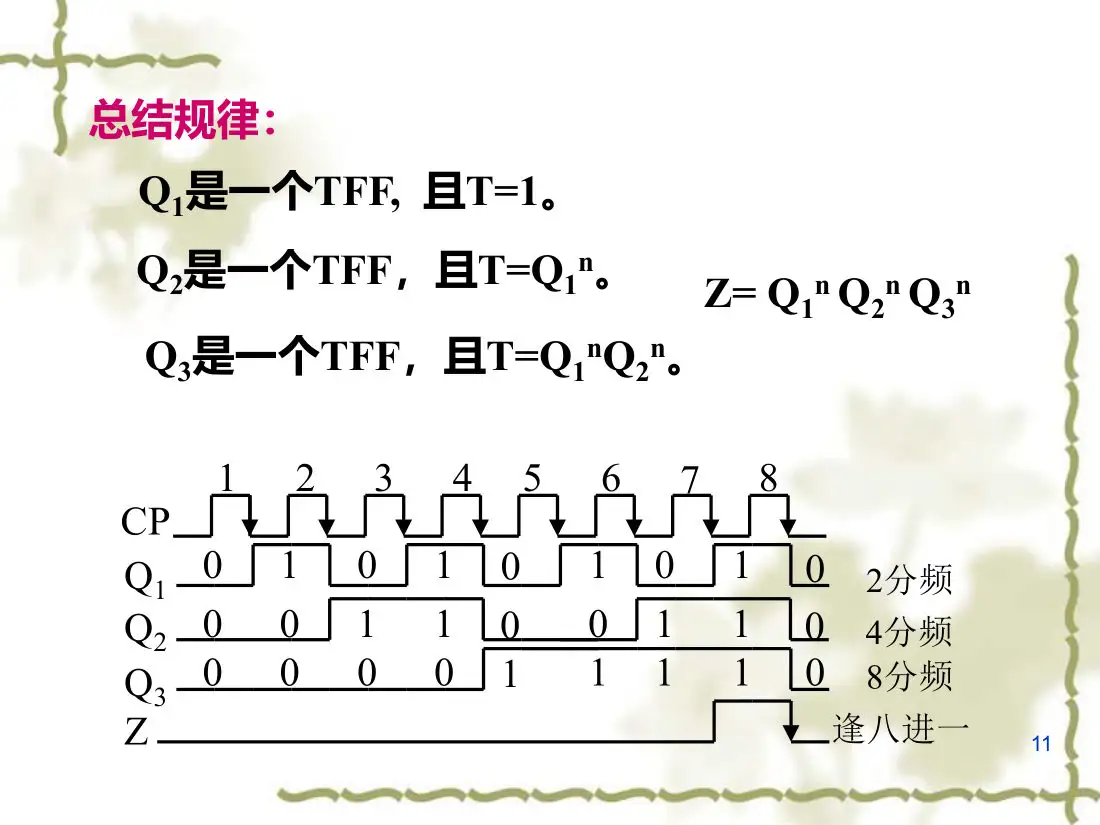 总结规律：
Q1是一个TFF, 且T=1。
Q2是一个TFF，且T=Q1n。
Z= Q1n Q2n Q3n
Q3是一个TFF，且T=Q1nQ2n。
1 2 3 4 5 6 7 8
CP
Q1 0 1 0 1 0 1 0 1 0 2分频
Q2 0 0 1 1 0 0 1 1 0 4分频
Q3 0 0 0 0 1 1 1 1 0 8分频
Z 逢八进一
11